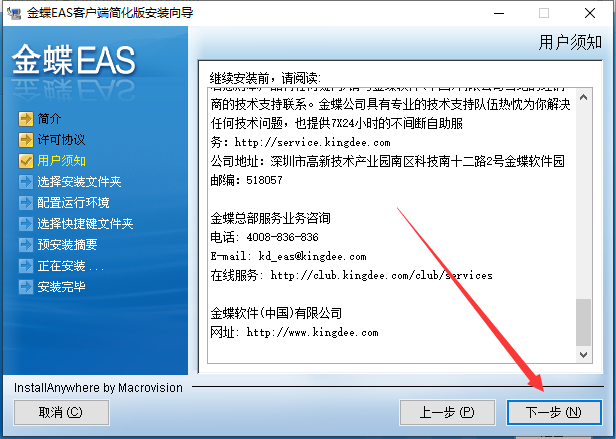 金蝶EAS客户端简化版安装向导
用户须知
金蝶EAS
简介
许可协议
用户须知
选择安装文件夹
配置运行环境
选择快捷键文件夹
预安装摘要
正在安装...
安装完毕
继续安装前，请阅读:
商的技术支持联系。金蝶公司具有专业的技术支持队伍热忱为你解决
任何技术问题，也提供7X24小时的不间断自助服
务: http://service.kingdee.com
公司地址: 深圳市高新技术产业园南区科技南十二路2号金蝶软件园
邮编: 518057
金蝶总部服务业务咨询
电话: 4008-836-836
E-mail: kd_eas@kingdee.com
在线服务: http://club.kingdee.com/club/services
金蝶软件(中国)有限公司
网址: http://www.kingdee.com
InstallAnywhere by Macrovision
取消(C)
上一步(P)
下一步(N)